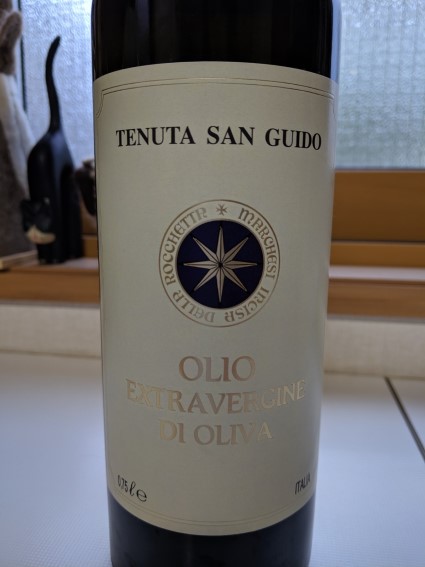 TENUTA SAN GUIDO
✠ MARCHESI INCISA DELLA ROCCHETTA
OLIO
EXTRAVERGINE
DI OLIVA
0,75 ℓ ℮
ITALIA